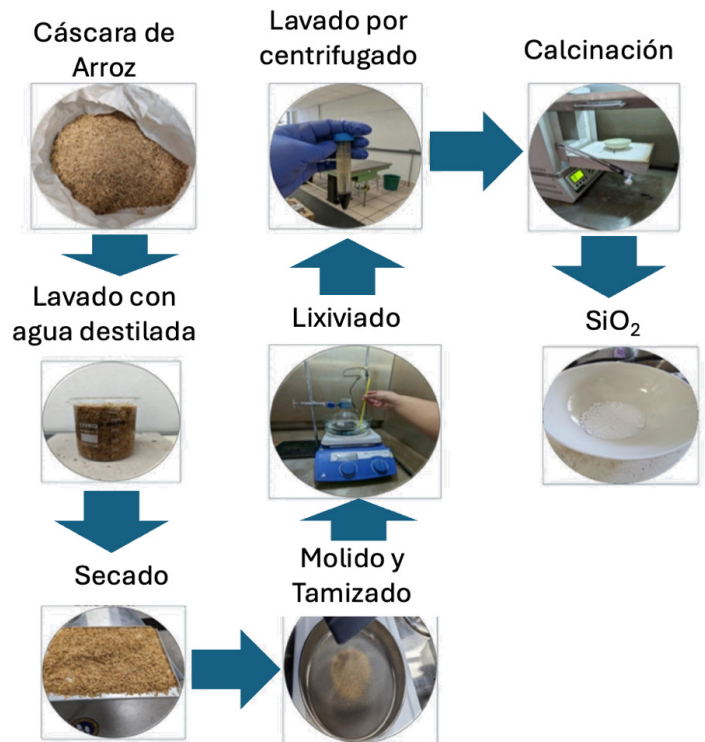 Cáscara de
Arroz
Lavado con
agua destilada
Secado
Molido y
Tamizado
Lixiviado
Lavado por
centrifugado
Calcinación
SiO₂